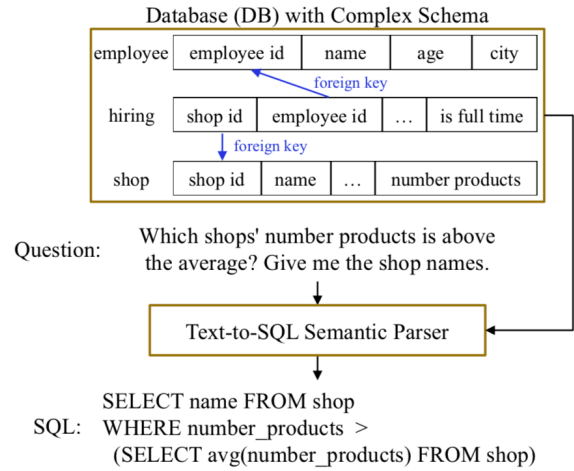 Database (DB) with Complex Schema
employee employee id name age city
foreign key
hiring shop id employee id ... is full time
foreign key
shop shop id name ... number products
Question: Which shops' number products is above
the average? Give me the shop names.
Text-to-SQL Semantic Parser
SELECT name FROM shop
SQL: WHERE number_products >
(SELECT avg(number_products) FROM shop)